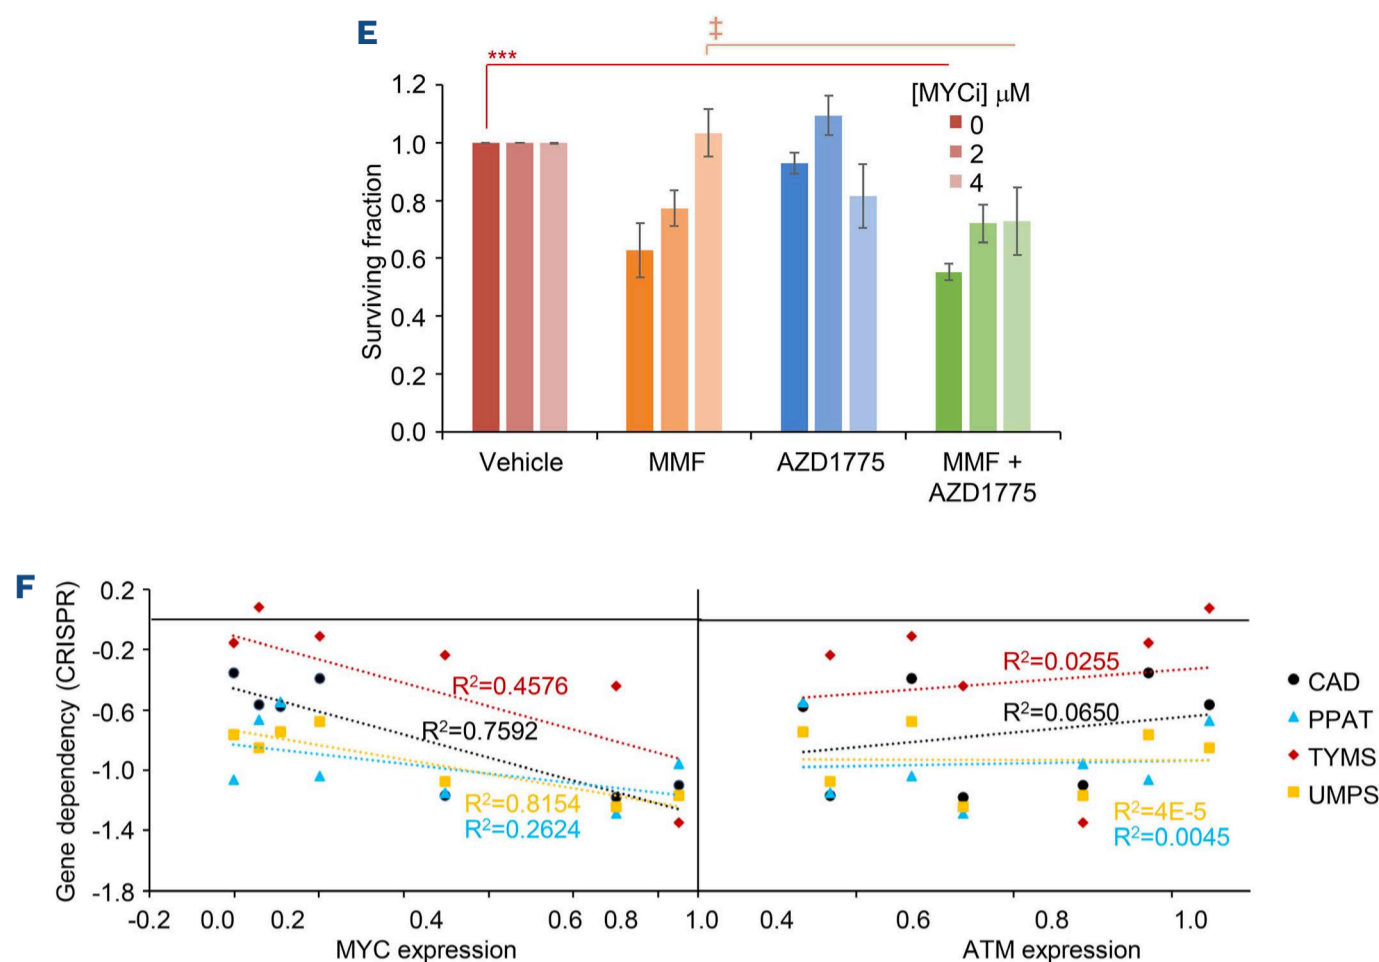 E
‡
***
[MYCi] µM
0
2
4
1.2
1.0
0.8
0.6
0.4
0.2
0.0
Surviving fraction
Vehicle
MMF
AZD1775
MMF +
AZD1775
F
Gene dependency (CRISPR)
0.2
-0.2
-0.6
-1.0
-1.4
-1.8
R²=0.4576
R²=0.7592
R²=0.8154
R²=0.2624
-0.2 0.0 0.2 0.4 0.6 0.8 1.0
MYC expression
R²=0.0255
R²=0.0650
R²=4E-5
R²=0.0045
0.4 0.6 0.8 1.0
ATM expression
CAD
PPAT
TYMS
UMPS